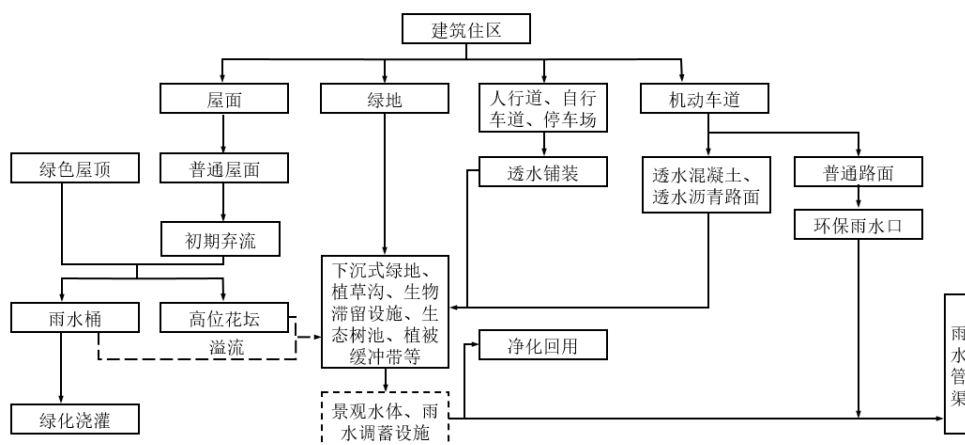 建筑住区
屋面
绿地
人行道、自行
车道、停车场
机动车道
绿色屋顶
普通屋面
透水铺装
透水混凝土、
透水沥青路面
普通路面
初期弃流
环保雨水口
下沉式绿地、
植草沟、生物
滞留设施、生
态树池、植被
缓冲带等
雨水桶
高位花坛
溢流
净化回用
雨
水
管
渠
绿化浇灌
景观水体、雨
水调蓄设施